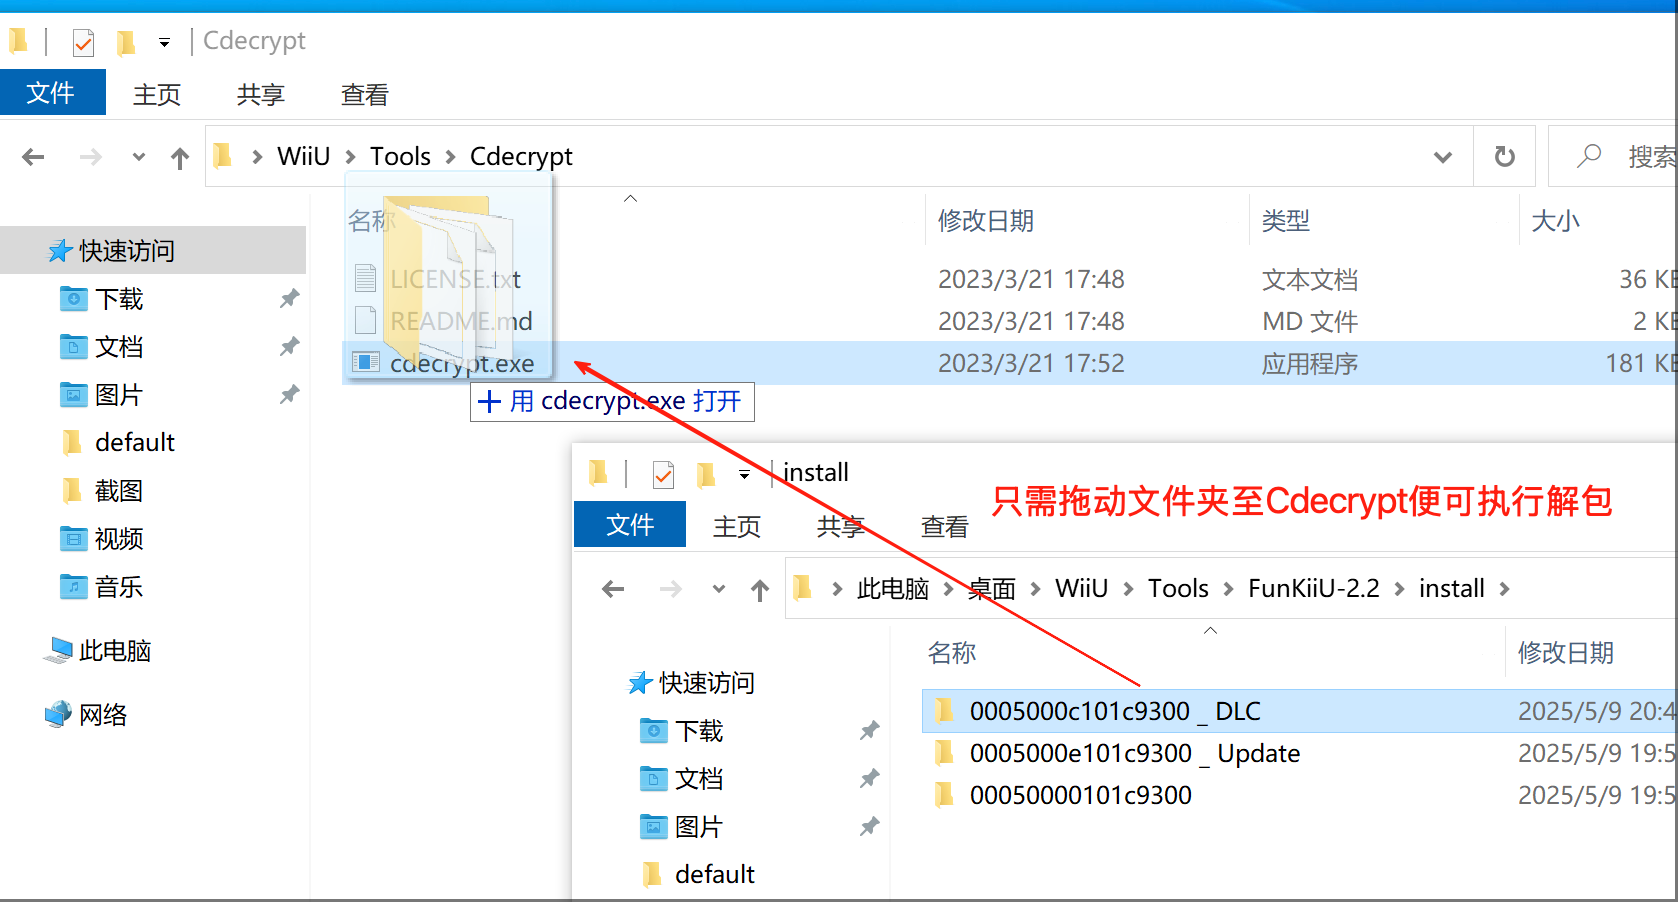 Cdecrypt
文件 主页 共享 查看
WiiU Tools Cdecrypt
搜索
名称 修改日期 类型 大小
LICENSE.txt 2023/3/21 17:48 文本文档 36 KB
README.md 2023/3/21 17:48 MD 文件 2 KB
cdecrypt.exe 2023/3/21 17:52 应用程序 181 KB
用 cdecrypt.exe 打开
快速访问
下载
文档
图片
default
截图
视频
音乐
此电脑
网络
install
只需拖动文件夹至Cdecrypt便可执行解包
文件 主页 共享 查看
此电脑 桌面 WiiU Tools FunKiiU-2.2 install
名称 修改日期
0005000c101c9300 _ DLC 2025/5/9 20:4
0005000e101c9300 _ Update 2025/5/9 19:5
00050000101c9300 2025/5/9 19:5
快速访问
下载
文档
图片
default